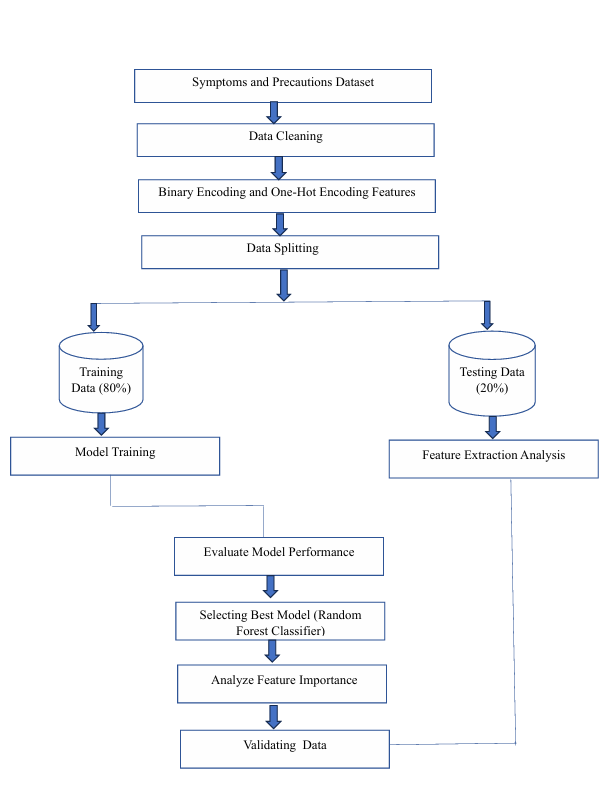 Symptoms and Precautions Dataset
Data Cleaning
Binary Encoding and One-Hot Encoding Features
Data Splitting
Training
Data (80%)
Testing Data
(20%)
Model Training
Feature Extraction Analysis
Evaluate Model Performance
Selecting Best Model (Random
Forest Classifier)
Analyze Feature Importance
Validating Data